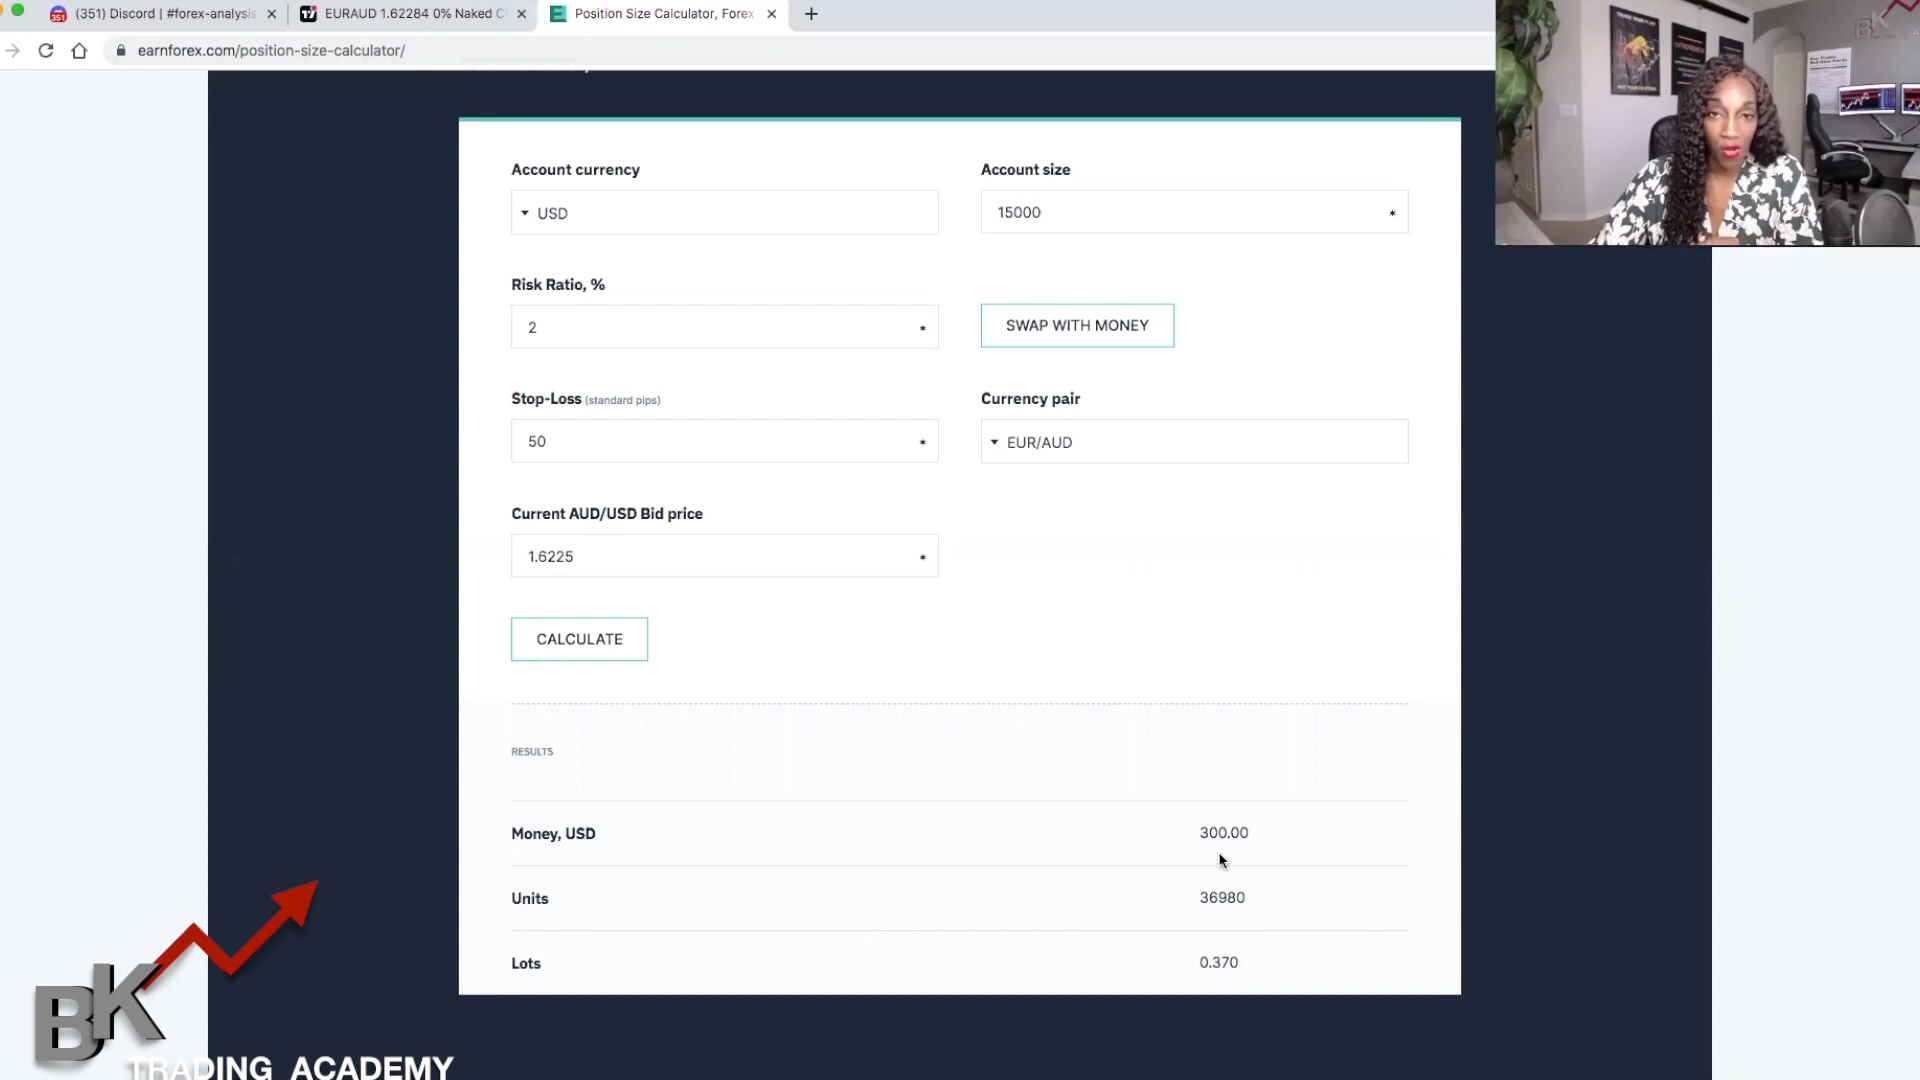 (351) Discord | #forex-analysis
EURAUD 1.62284 0% Naked C
Position Size Calculator, Forex
earnforex.com/position-size-calculator/
Account currency
Account size
USD
15000
Risk Ratio, %
2
SWAP WITH MONEY
Stop-Loss (standard pips)
Currency pair
50
EUR/AUD
Current AUD/USD Bid price
1.6225
CALCULATE
RESULTS
Money, USD
300.00
Units
36980
Lots
0.370
BK
TRADING ACADEMY